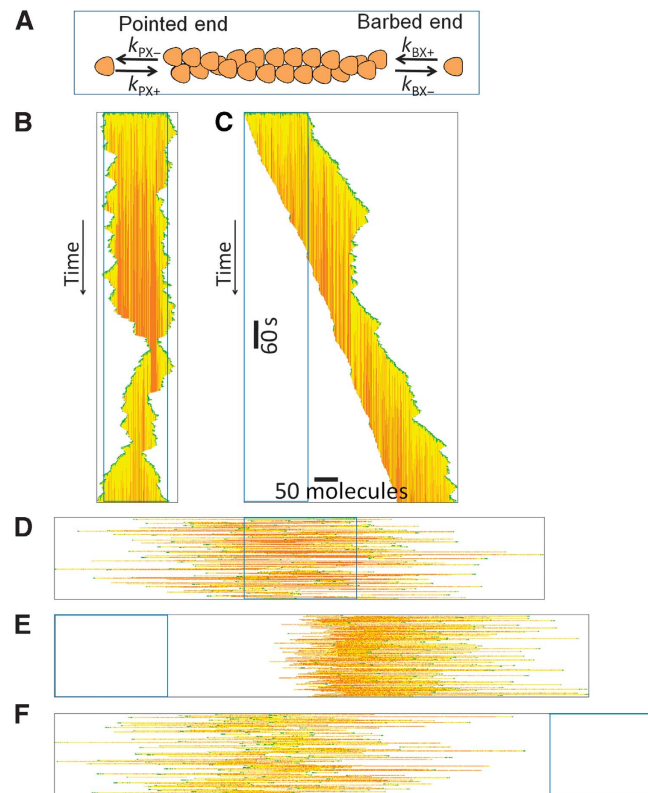 A
Pointed end
Barbed end
kPX−
kPX+
kBX+
kBX−
B
C
Time
Time
60 s
50 molecules
D
E
F